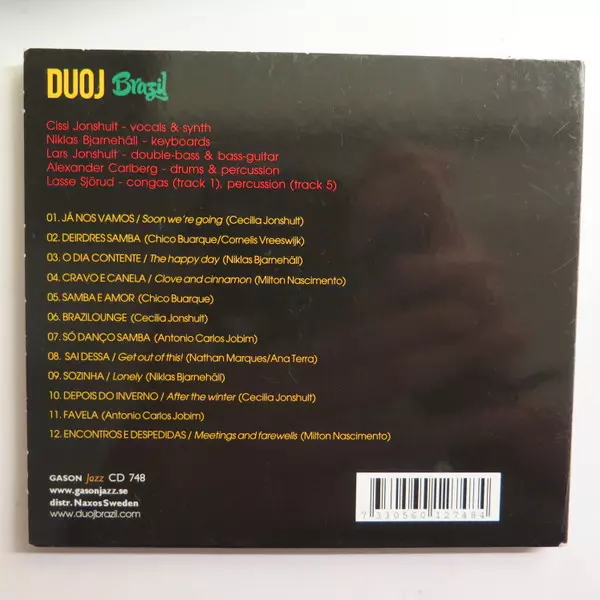 DUOJ Brazil
Cissi Jonshult - vocals & synth
Niklas Bjarnehäll - keyboards
Lars Jonshult - double-bass & bass-guitar
Alexander Carlberg - drums & percussion
Lasse Sjörud - congas (track 1), percussion (track 5)
01. JÁ NOS VAMOS / Soon we're going (Cecilia Jonshult)
02. DEIRDRES SAMBA (Chico Buarque/Cornelis Vreeswijk)
03. O DIA CONTENTE / The happy day (Niklas Bjarnehäll)
04. CRAVO E CANELA / Clove and cinnamon (Milton Nascimento)
05. SAMBA E AMOR (Chico Buarque)
06. BRAZILOUNGE (Cecilia Jonshult)
07. SÓ DANÇO SAMBA (Antonio Carlos Jobim)
08. SAI DESSA / Get out of this! (Nathan Marques/Ana Terra)
09. SOZINHA / Lonely (Niklas Bjarnehäll)
10. DEPOIS DO INVERNO / After the winter (Cecilia Jonshult)
11. FAVELA (Antonio Carlos Jobim)
12. ENCONTROS E DESPEDIDAS / Meetings and farewells (Milton Nascimento)
GASON Jazz CD 748
www.gasonjazz.se
distr. Naxos Sweden
www.duojbrazil.com
7 330560 127484